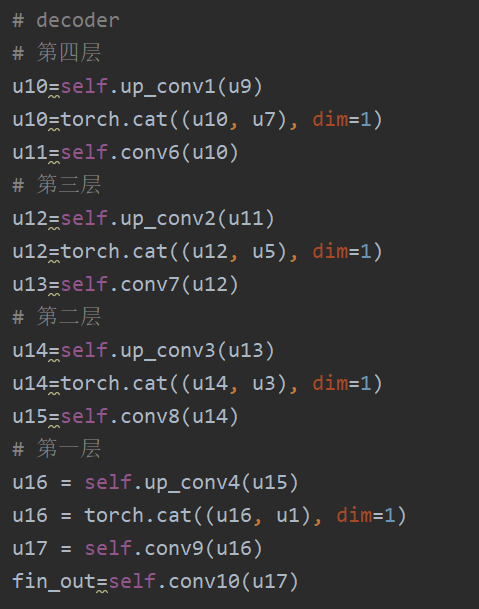 # decoder
# 第四层
u10=self.up_conv1(u9)
u10=torch.cat((u10, u7), dim=1)
u11=self.conv6(u10)
# 第三层
u12=self.up_conv2(u11)
u12=torch.cat((u12, u5), dim=1)
u13=self.conv7(u12)
# 第二层
u14=self.up_conv3(u13)
u14=torch.cat((u14, u3), dim=1)
u15=self.conv8(u14)
# 第一层
u16 = self.up_conv4(u15)
u16 = torch.cat((u16, u1), dim=1)
u17 = self.conv9(u16)
fin_out=self.conv10(u17)